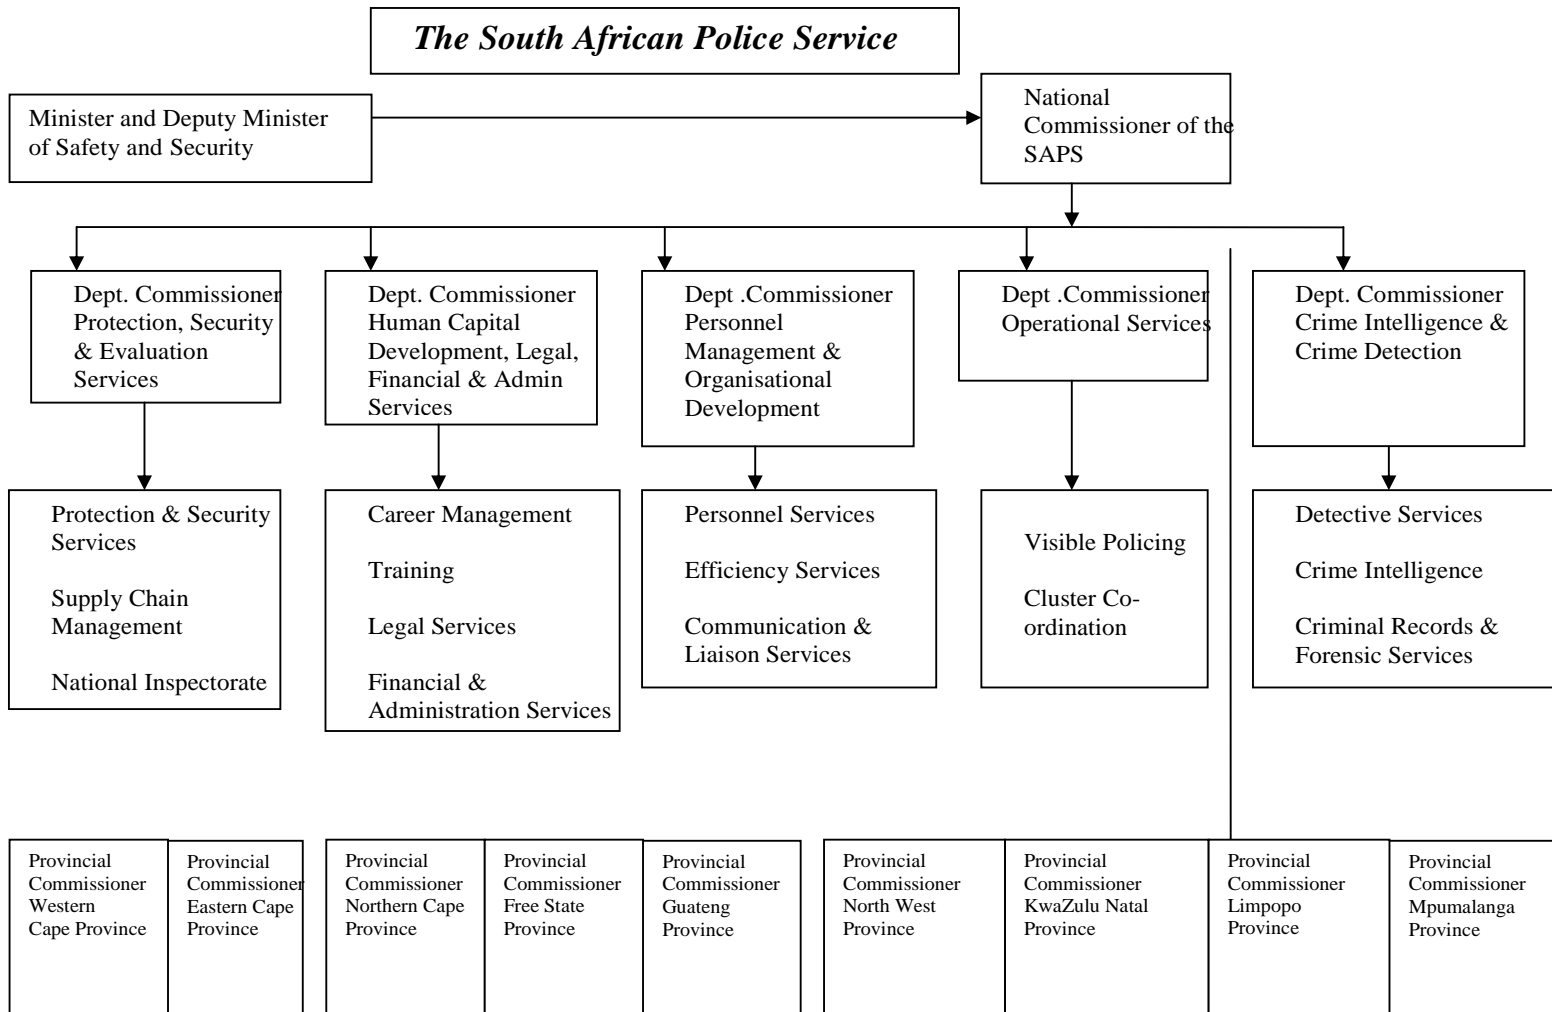 The South African Police Service
Minister and Deputy Minister
of Safety and Security
National
Commissioner of the
SAPS
Dept. Commissioner
Protection, Security
& Evaluation
Services
Dept. Commissioner
Human Capital
Development, Legal,
Financial & Admin
Services
Dept .Commissioner
Personnel
Management &
Organisational
Development
Dept .Commissioner
Operational Services
Dept. Commissioner
Crime Intelligence &
Crime Detection
Protection & Security
Services
Supply Chain
Management
National Inspectorate
Career Management
Training
Legal Services
Financial &
Administration Services
Personnel Services
Efficiency Services
Communication &
Liaison Services
Visible Policing
Cluster Co-
ordination
Detective Services
Crime Intelligence
Criminal Records &
Forensic Services
Provincial
Commissioner
Western
Cape Province
Provincial
Commissioner
Eastern Cape
Province
Provincial
Commissioner
Northern Cape
Province
Provincial
Commissioner
Free State
Province
Provincial
Commissioner
Guateng
Province
Provincial
Commissioner
North West
Province
Provincial
Commissioner
KwaZulu Natal
Province
Provincial
Commissioner
Limpopo
Province
Provincial
Commissioner
Mpumalanga
Province